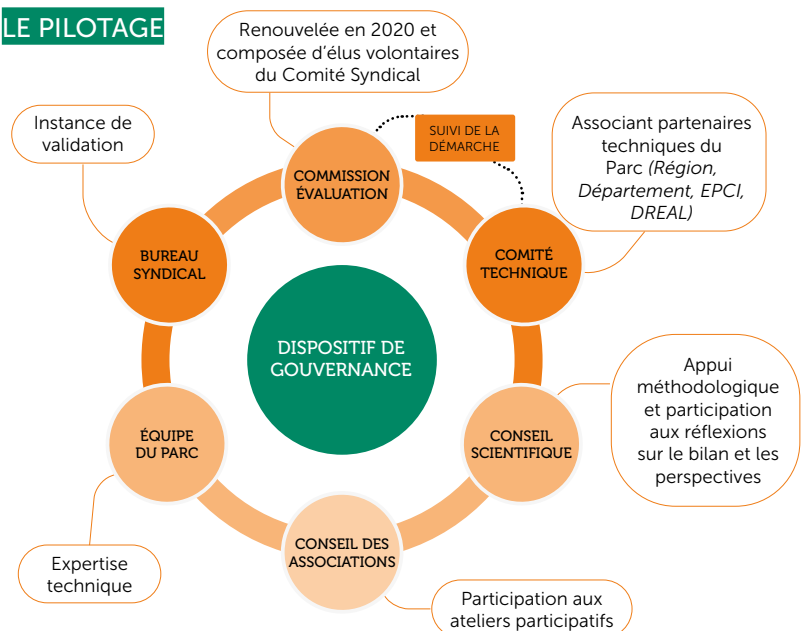 LE PILOTAGE
Renouvelée en 2020 et
composée d'élus volontaires
du Comité Syndical
Instance de
validation
SUIVI DE LA
DÉMARCHE
Associant partenaires
techniques du
Parc (Région,
Département, EPCI,
DREAL)
COMMISSION
ÉVALUATION
BUREAU
SYNDICAL
COMITÉ
TECHNIQUE
DISPOSITIF DE
GOUVERNANCE
Appui
méthodologique
et participation
aux réflexions
sur le bilan et les
perspectives
ÉQUIPE
DU PARC
CONSEIL
SCIENTIFIQUE
CONSEIL DES
ASSOCIATIONS
Expertise
technique
Participation aux
ateliers participatifs